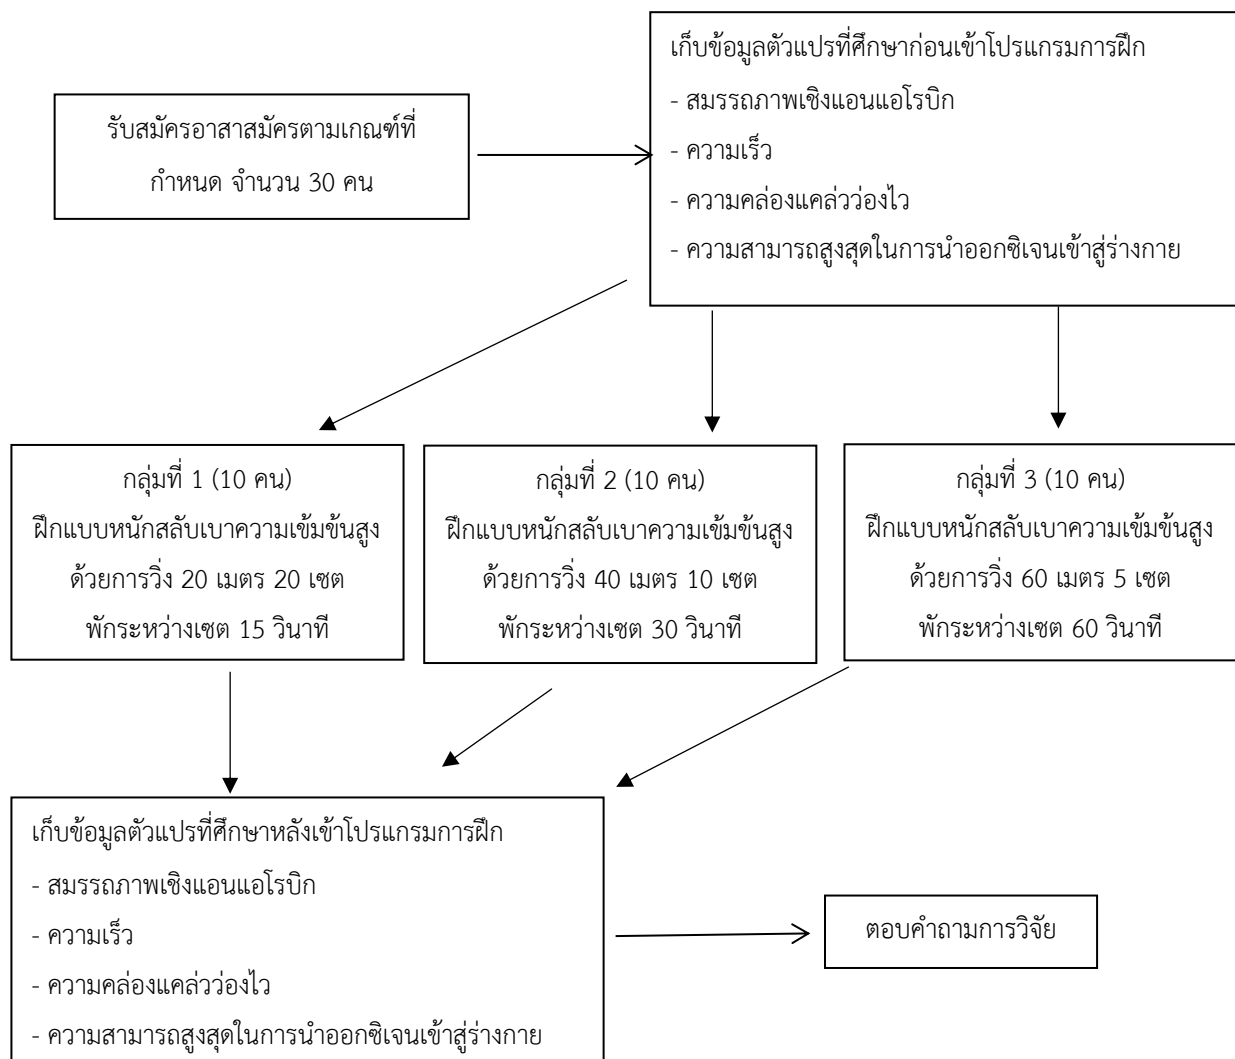 รับสมัครอาสาสมัครตามเกณฑ์ที่
กำหนด จำนวน 30 คน
เก็บข้อมูลตัวแปรที่ศึกษาก่อนเข้าโปรแกรมการฝึก
- สมรรถภาพเชิงแอนแอโรบิก
- ความเร็ว
- ความคล่องแคล่วว่องไว
- ความสามารถสูงสุดในการนำออกซิเจนเข้าสู่ร่างกาย
กลุ่มที่ 1 (10 คน)
ฝึกแบบหนักสลับเบาความเข้มข้นสูง
ด้วยการวิ่ง 20 เมตร 20 เซต
พักระหว่างเซต 15 วินาที
กลุ่มที่ 2 (10 คน)
ฝึกแบบหนักสลับเบาความเข้มข้นสูง
ด้วยการวิ่ง 40 เมตร 10 เซต
พักระหว่างเซต 30 วินาที
กลุ่มที่ 3 (10 คน)
ฝึกแบบหนักสลับเบาความเข้มข้นสูง
ด้วยการวิ่ง 60 เมตร 5 เซต
พักระหว่างเซต 60 วินาที
เก็บข้อมูลตัวแปรที่ศึกษาหลังเข้าโปรแกรมการฝึก
- สมรรถภาพเชิงแอนแอโรบิก
- ความเร็ว
- ความคล่องแคล่วว่องไว
- ความสามารถสูงสุดในการนำออกซิเจนเข้าสู่ร่างกาย
ตอบคำถามการวิจัย